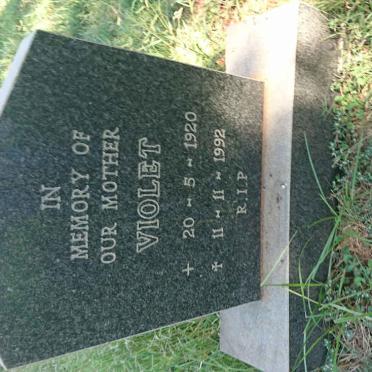 IN
MEMORY OF
OUR MOTHER
VIOLET
+ 20 - 5 - 1920
† 11 - 11 - 1992
R.I.P